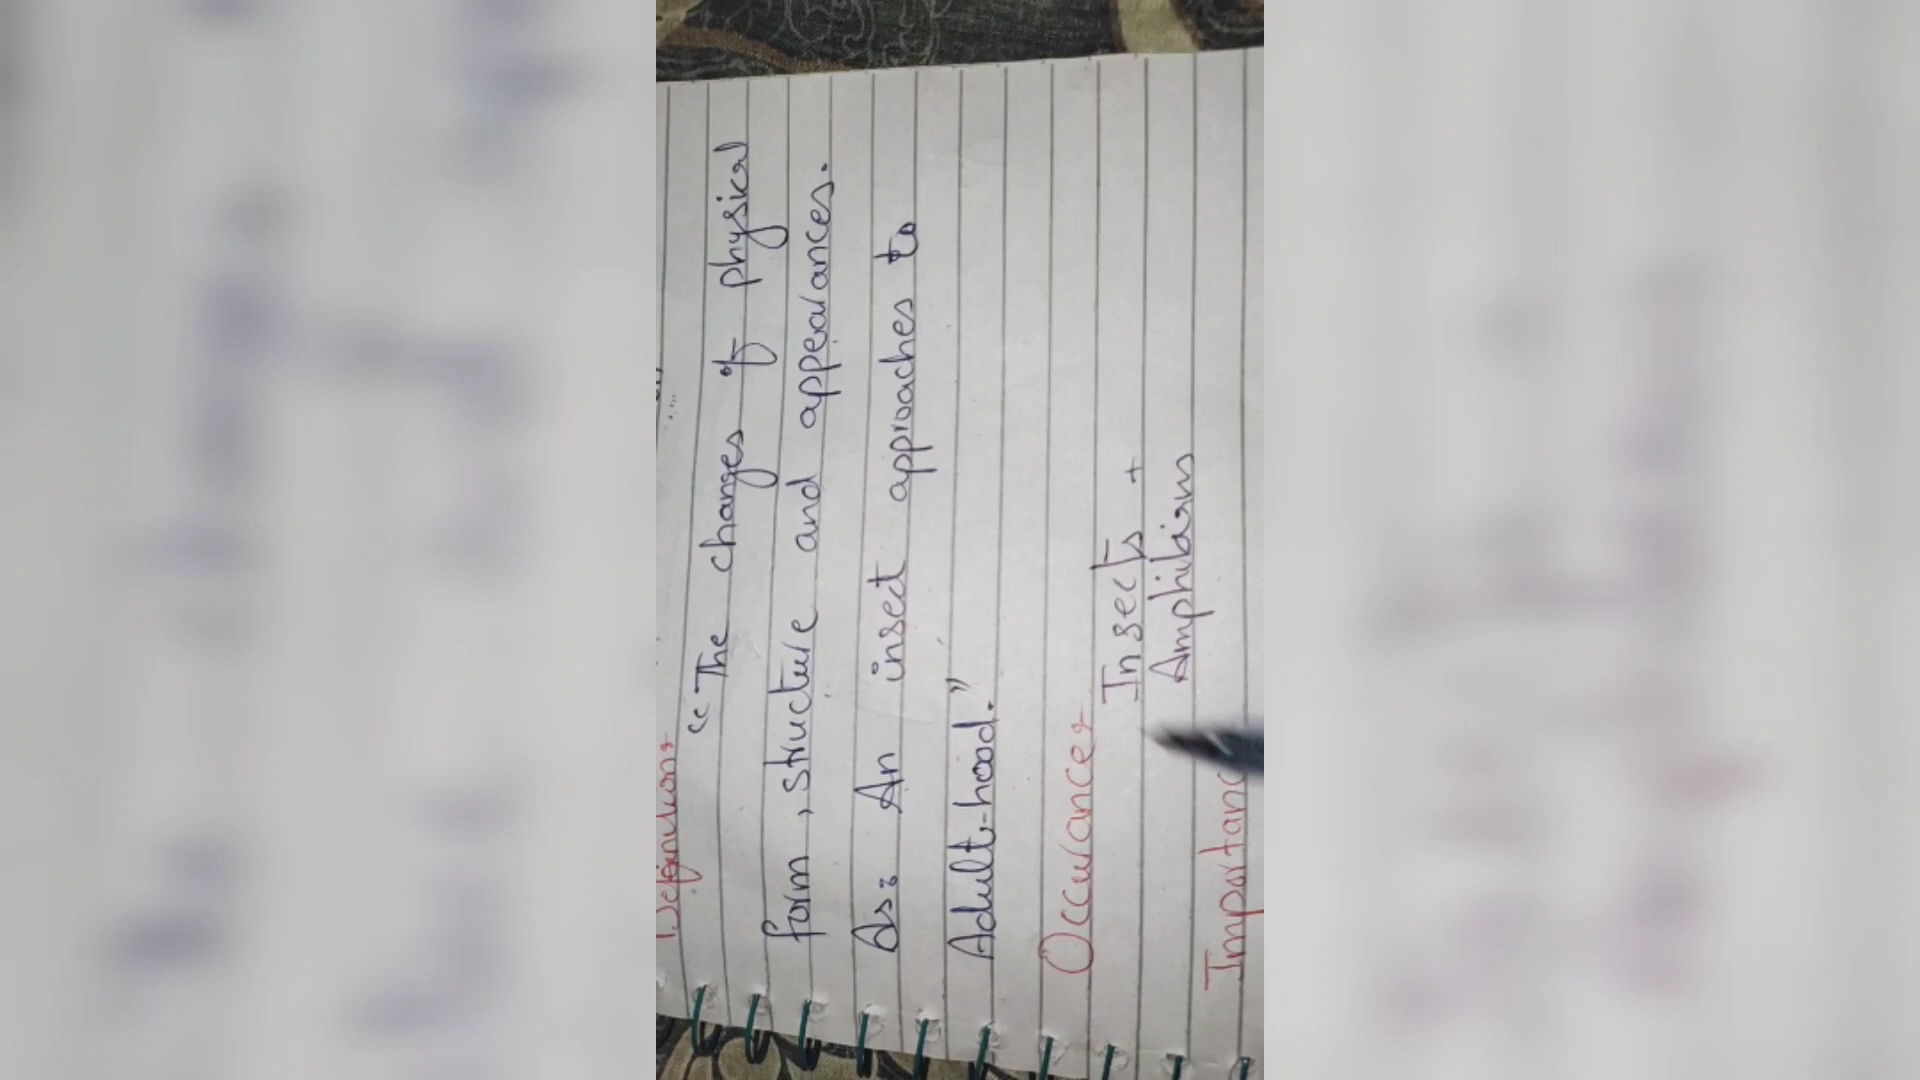 Definition:-
"The changes of physical
form, structure and appearances.
As: An insect approaches to
Adult-hood."
Occurance:-
Insects +
Amphibians